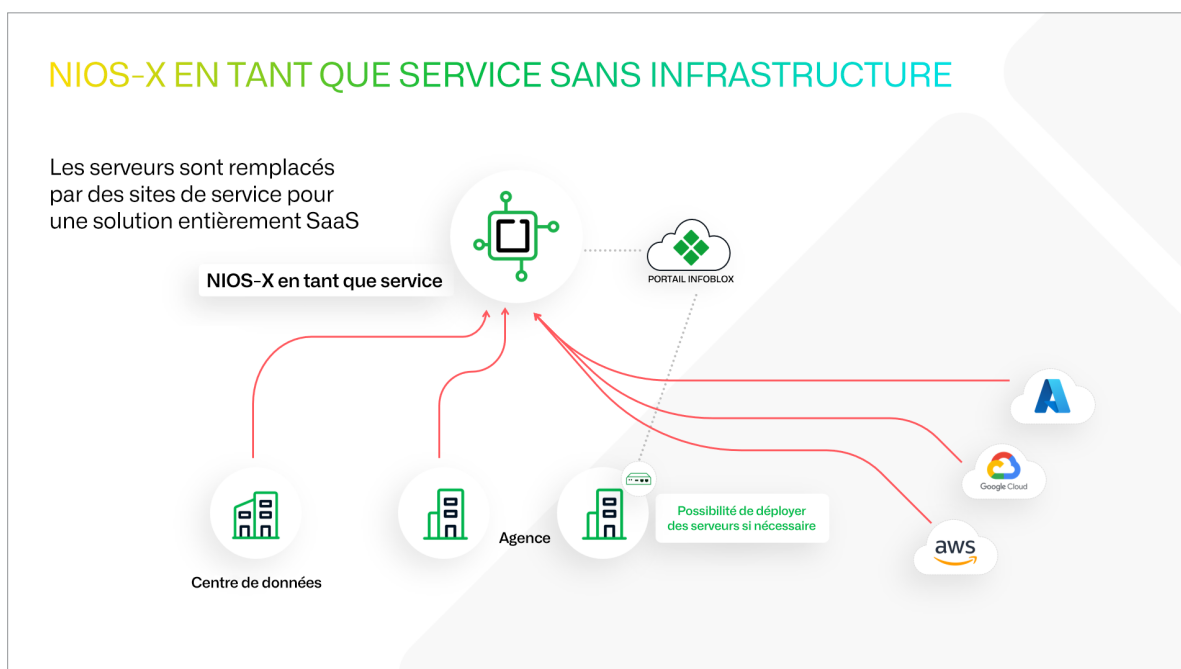 NIOS-X EN TANT QUE SERVICE SANS INFRASTRUCTURE
Les serveurs sont remplacés
par des sites de service pour
une solution entièrement SaaS
NIOS-X en tant que service
PORTAIL INFOBLOX
Google Cloud
aws
Possibilité de déployer
des serveurs si nécessaire
Agence
Centre de données